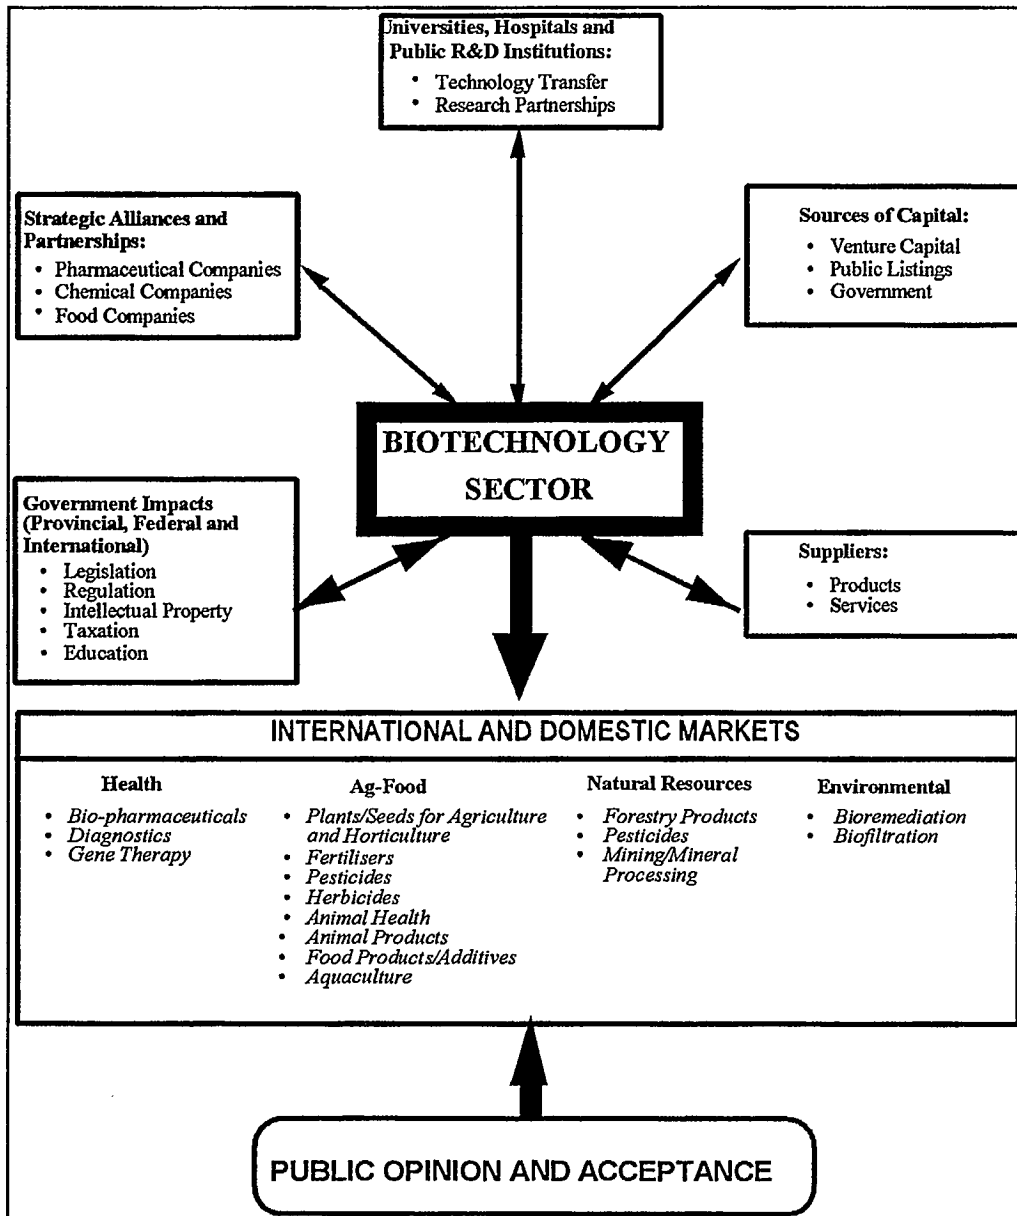 Universities, Hospitals and
Public R&D Institutions:
• Technology Transfer
• Research Partnerships
Strategic Alliances and
Partnerships:
• Pharmaceutical Companies
• Chemical Companies
• Food Companies
Sources of Capital:
• Venture Capital
• Public Listings
• Government
BIOTECHNOLOGY
SECTOR
Government Impacts
(Provincial, Federal and
International)
• Legislation
• Regulation
• Intellectual Property
• Taxation
• Education
Suppliers:
• Products
• Services
INTERNATIONAL AND DOMESTIC MARKETS
Health
• Bio-pharmaceuticals
• Diagnostics
• Gene Therapy
Ag-Food
• Plants/Seeds for Agriculture
and Horticulture
• Fertilisers
• Pesticides
• Herbicides
• Animal Health
• Animal Products
• Food Products/Additives
• Aquaculture
Natural Resources
• Forestry Products
• Pesticides
• Mining/Mineral
Processing
Environmental
• Bioremediation
• Biofiltration
PUBLIC OPINION AND ACCEPTANCE